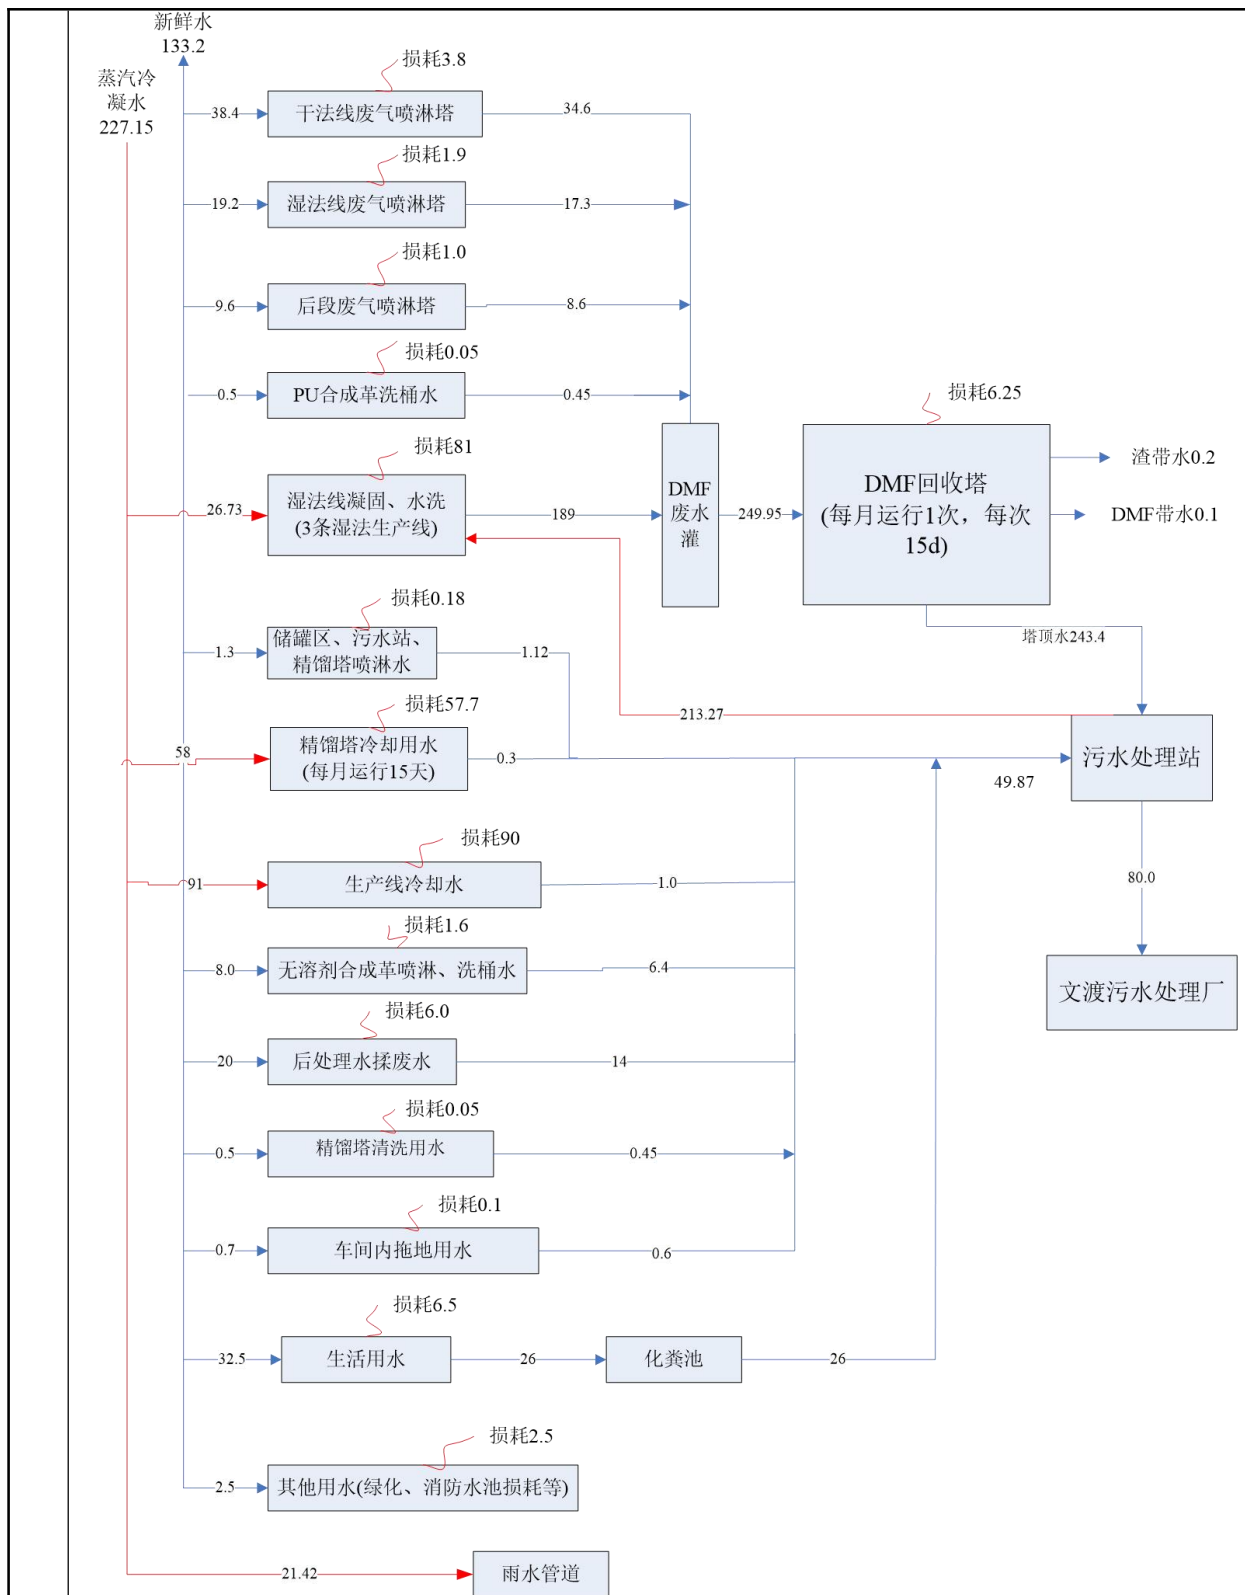 新鲜水
133.2
蒸汽冷
凝水
227.15
损耗3.8
38.4
干法线废气喷淋塔
34.6
损耗1.9
19.2
湿法线废气喷淋塔
17.3
损耗1.0
9.6
后段废气喷淋塔
8.6
损耗0.05
0.5
PU合成革洗桶水
0.45
损耗81
26.73
湿法线凝固、水洗
(3条湿法生产线)
189
DMF
废水
灌
249.95
损耗6.25
DMF回收塔
(每月运行1次，每次
15d)
渣带水0.2
DMF带水0.1
塔顶水243.4
损耗0.18
1.3
储罐区、污水站、
精馏塔喷淋水
1.12
213.27
损耗57.7
58
精馏塔冷却用水
(每月运行15天)
0.3
49.87
污水处理站
80.0
文渡污水处理厂
损耗90
91
生产线冷却水
1.0
损耗1.6
8.0
无溶剂合成革喷淋、洗桶水
6.4
损耗6.0
20
后处理水揉废水
14
损耗0.05
0.5
精馏塔清洗用水
0.45
损耗0.1
0.7
车间内拖地用水
0.6
损耗6.5
32.5
生活用水
26
化粪池
26
损耗2.5
2.5
其他用水(绿化、消防水池损耗等)
21.42
雨水管道